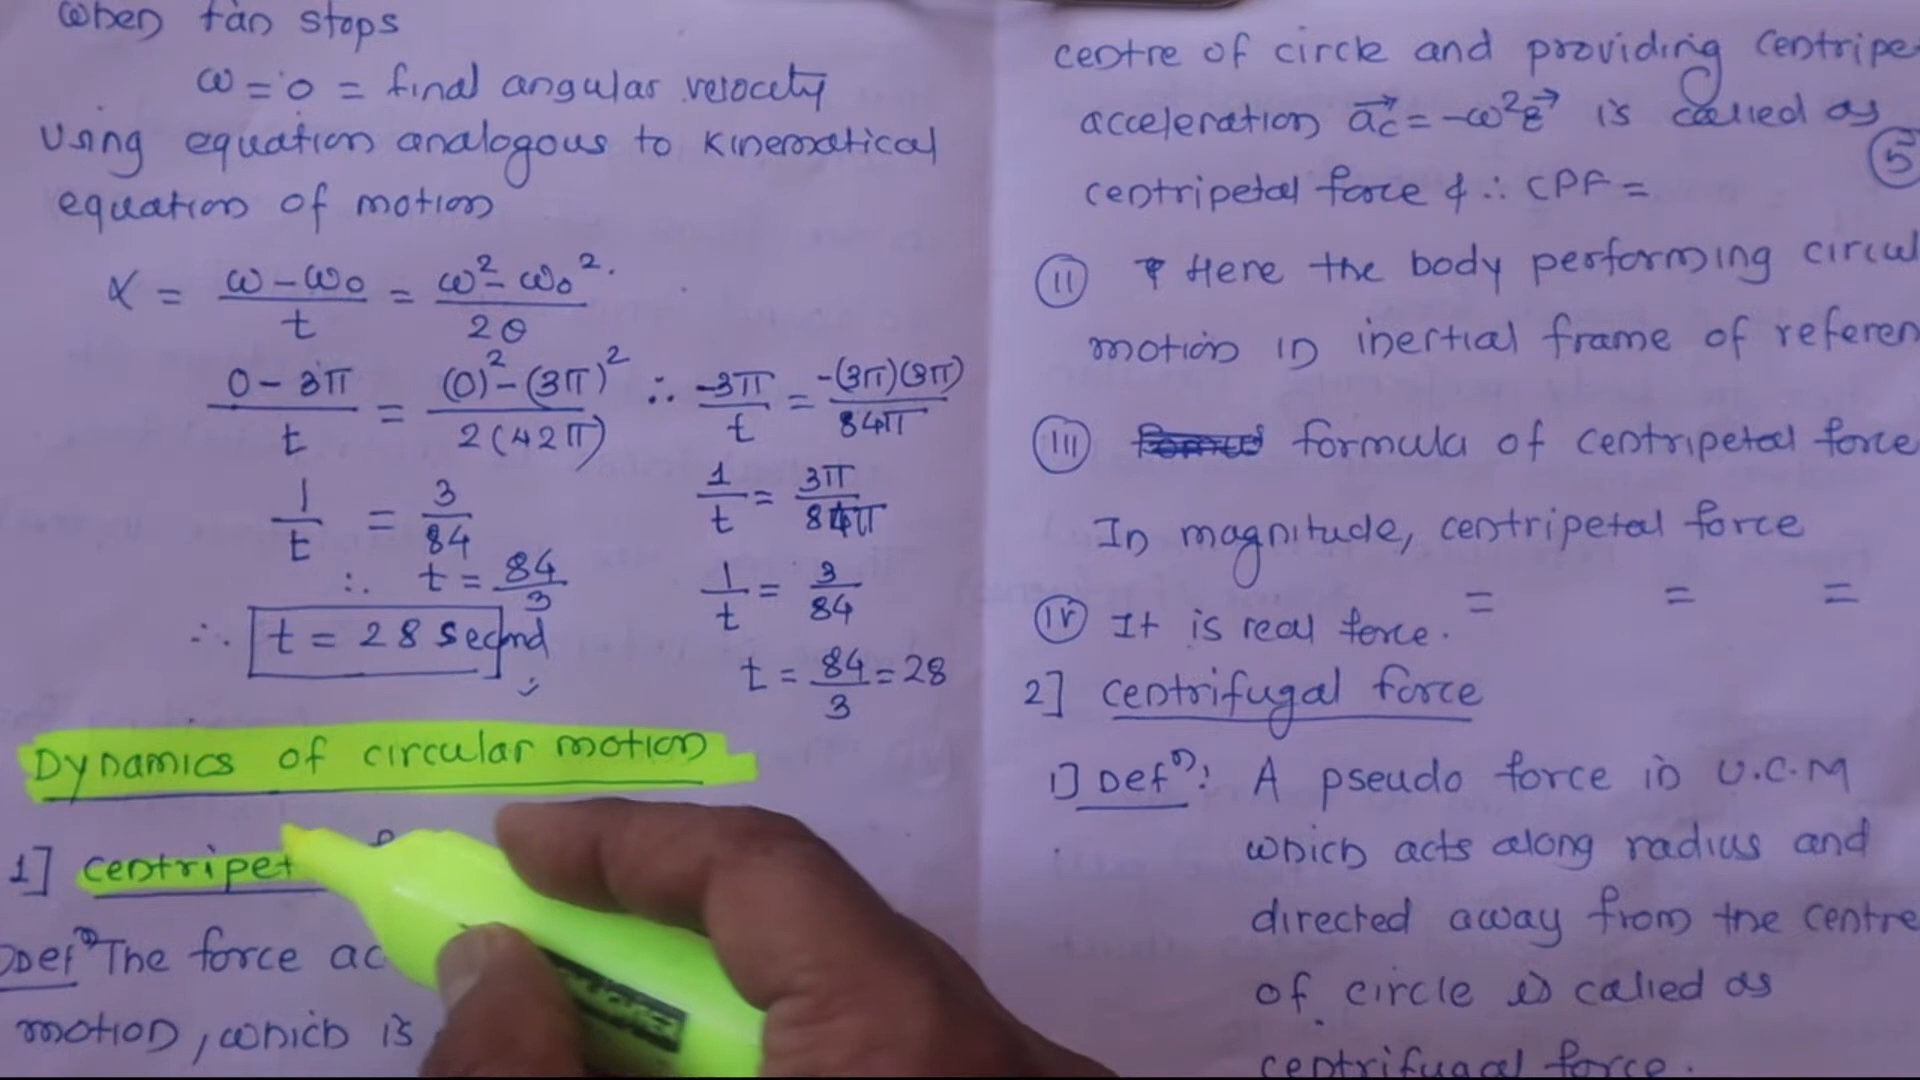 when fan stops
ω = 0 = final angular velocity
Using equation analogous to kinematical
equation of motion
α = ω - ω₀ / t = ω² - ω₀² / 2θ
0 - 3π / t = (0)² - (3π)² / 2(42π) ∴ -3π / t = -(3π)(3π) / 84π
1/t = 3/84
∴ t = 84/3
∴ t = 28 second
1/t = 3π / 84π
1/t = 3/84
t = 84/3 = 28
Dynamics of circular motion
1] centripet
Defⁿ The force ac
motion, which is
centre of circle and providing centripe
acceleration a⃗c = -ω²r⃗ is called as
5
centripetal force & ∴ CPF =
(II) Here the body performing circul
motion in inertial frame of referen
(III) formula of centripetal force
In magnitude, centripetal force
= = =
(IV) It is real force.
2] centrifugal force
1] Defⁿ: A pseudo force in U.C.M
which acts along radius and
directed away from the centre
of circle is called as
centrifugal force.